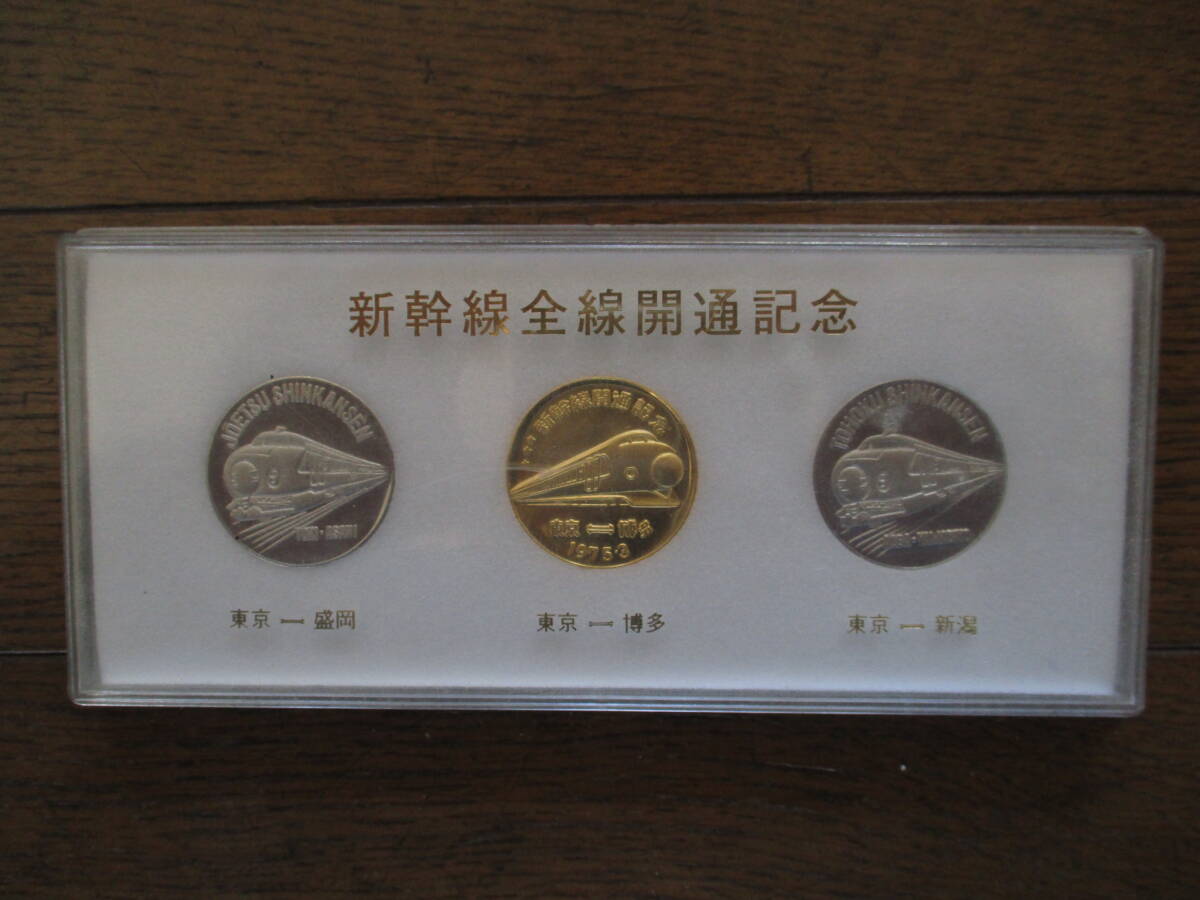 新幹線全線開通記念
JOETSU SHINKANSEN
新幹線開通記念
東京 博多
1975・3
TOHOKU SHINKANSEN
東京 盛岡
東京 博多
東京 新潟